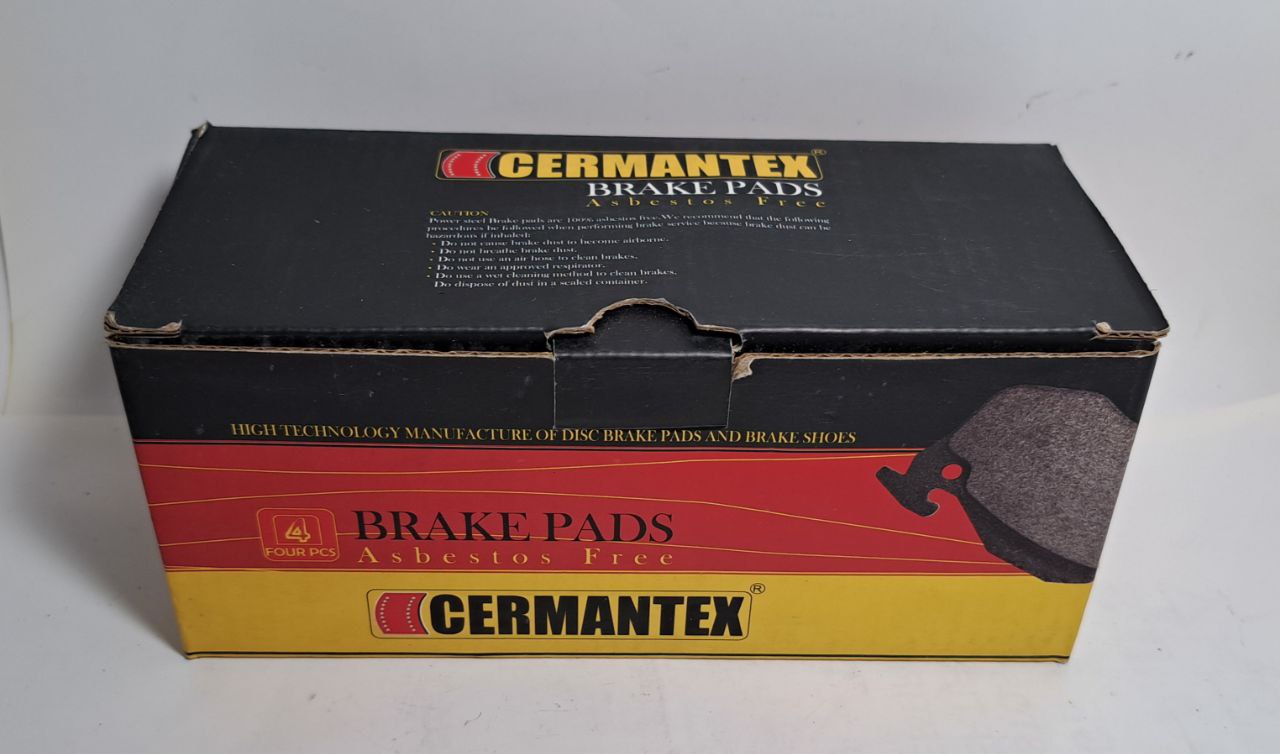 CERMANTEX®
BRAKE PADS
Asbestos Free
CAUTION
Power steel Brake pads are 100% asbestos free.We recommend that the following
procedures be followed when performing brake service because brake dust can be
hazardous if inhaled:
• Do not cause brake dust to become airborne.
• Do not breathe brake dust.
• Do not use an air hose to clean brakes.
• Do wear an approved respirator.
• Do use a wet cleaning method to clean brakes.
Do dispose of dust in a sealed container.
HIGH TECHNOLOGY MANUFACTURE OF DISC BRAKE PADS AND BRAKE SHOES
4
FOUR PCS
BRAKE PADS
Asbestos Free
CERMANTEX®